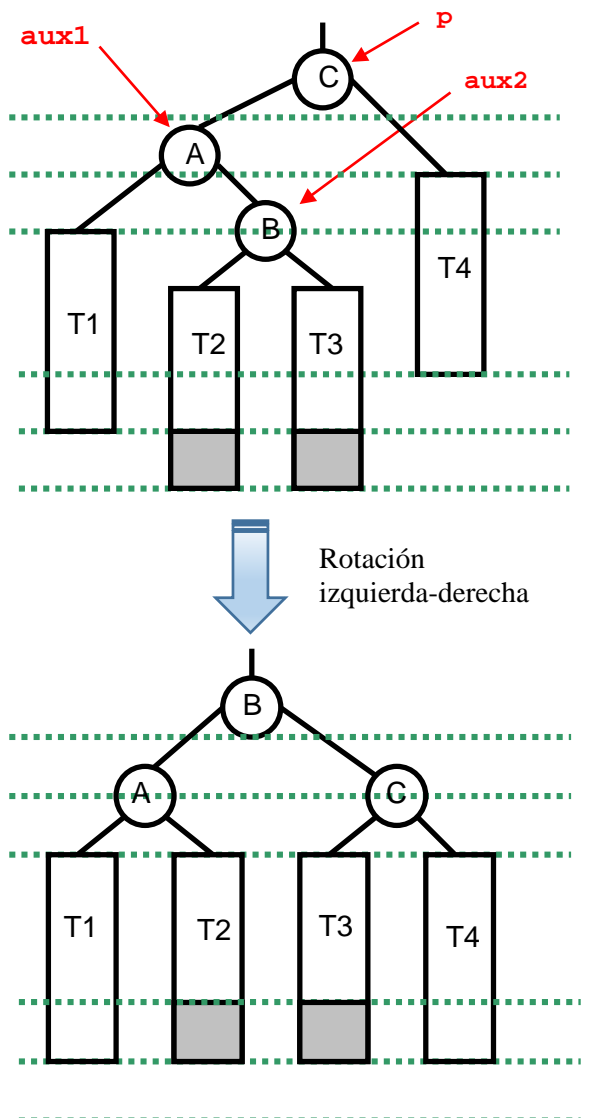 p
aux1
C
aux2
A
B
T4
T1
T2
T3
Rotación
izquierda-derecha
B
A
C
T1
T2
T3
T4